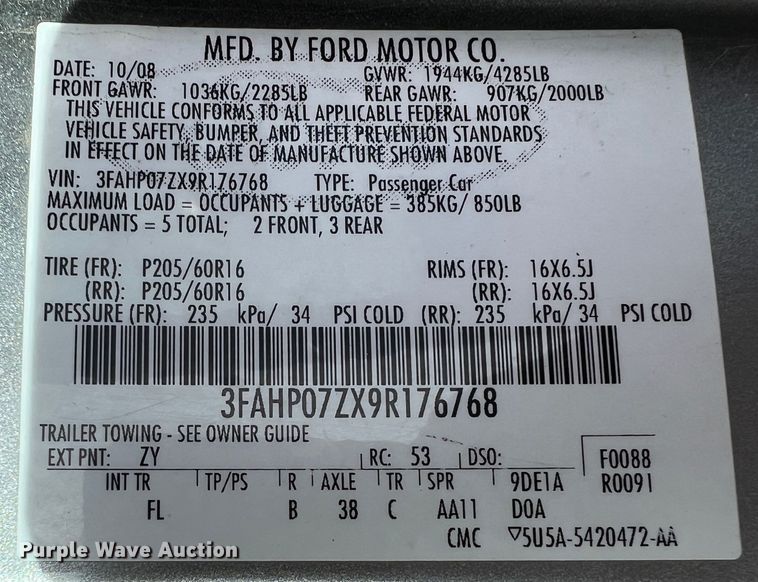 MFD. BY FORD MOTOR CO.
DATE: 10/08 GVWR: 1944KG/4285LB
FRONT GAWR: 1036KG/2285LB REAR GAWR: 907KG/2000LB
THIS VEHICLE CONFORMS TO ALL APPLICABLE FEDERAL MOTOR
VEHICLE SAFETY, BUMPER, AND THEFT PREVENTION STANDARDS
IN EFFECT ON THE DATE OF MANUFACTURE SHOWN ABOVE.
VIN: 3FAHP07ZX9R176768 TYPE: Passenger Car
MAXIMUM LOAD = OCCUPANTS + LUGGAGE = 385KG/ 850LB
OCCUPANTS = 5 TOTAL; 2 FRONT, 3 REAR
TIRE (FR): P205/60R16 RIMS (FR): 16X6.5J
(RR): P205/60R16 (RR): 16X6.5J
PRESSURE (FR): 235 kPa/ 34 PSI COLD (RR): 235 kPa/ 34 PSI COLD
3FAHP07ZX9R176768
TRAILER TOWING - SEE OWNER GUIDE
EXT PNT: ZY RC: 53 DSO: F0088
INT TR TP/PS R AXLE TR SPR 9DE1A R0091
FL B 38 C AA11 DOA
CMC ▽5U5A-5420472-AA
Purple Wave Auction